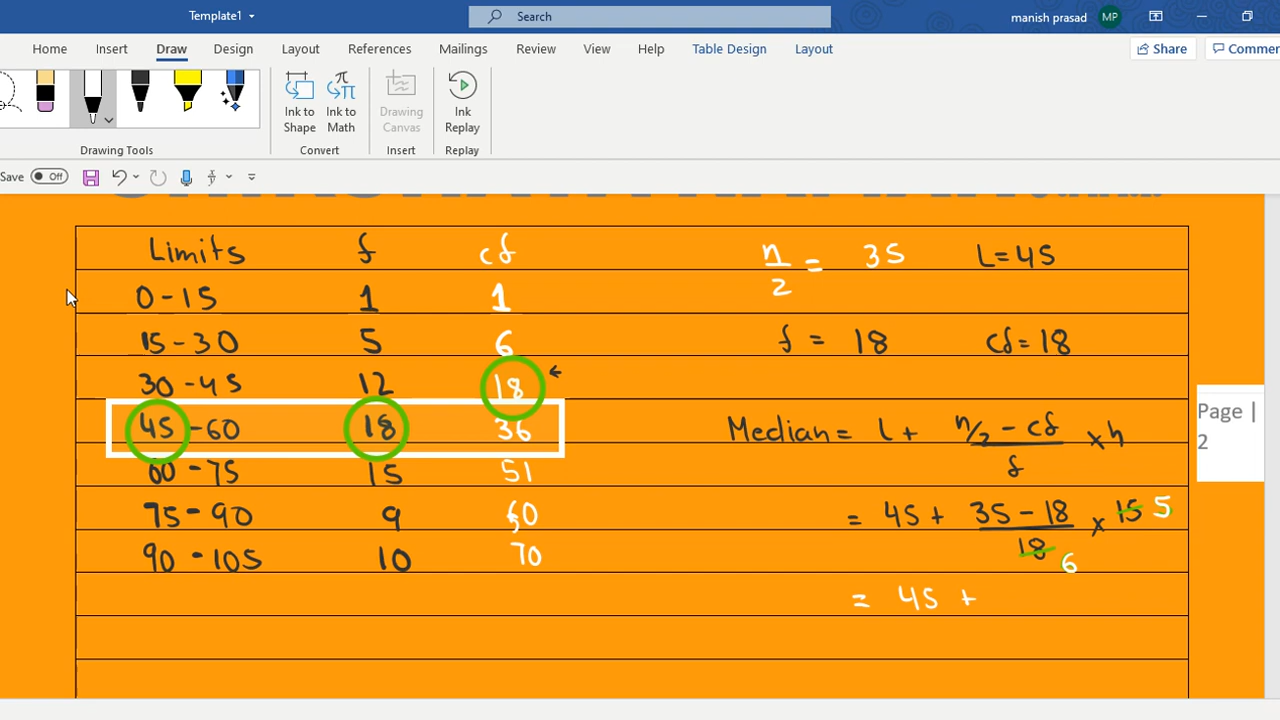 Template1
Search
manish prasad MP
Home Insert Draw Design Layout References Mailings Review View Help Table Design Layout
Share Comme
Ink to Shape
Ink to Math
Drawing Canvas
Ink Replay
Drawing Tools Convert Insert Replay
Save Off
Limits f cf n/2 = 35 L=45
0-15 1 1
15-30 5 6 f = 18 cf=18
30-45 12 18 ←
45-60 18 36 Median = l + n/2 - cf / f × h
60-75 15 51
75-90 9 60 = 45 + 35 - 18 / 18 6 × 15 5
90-105 10 70
= 45 +
Page | 2